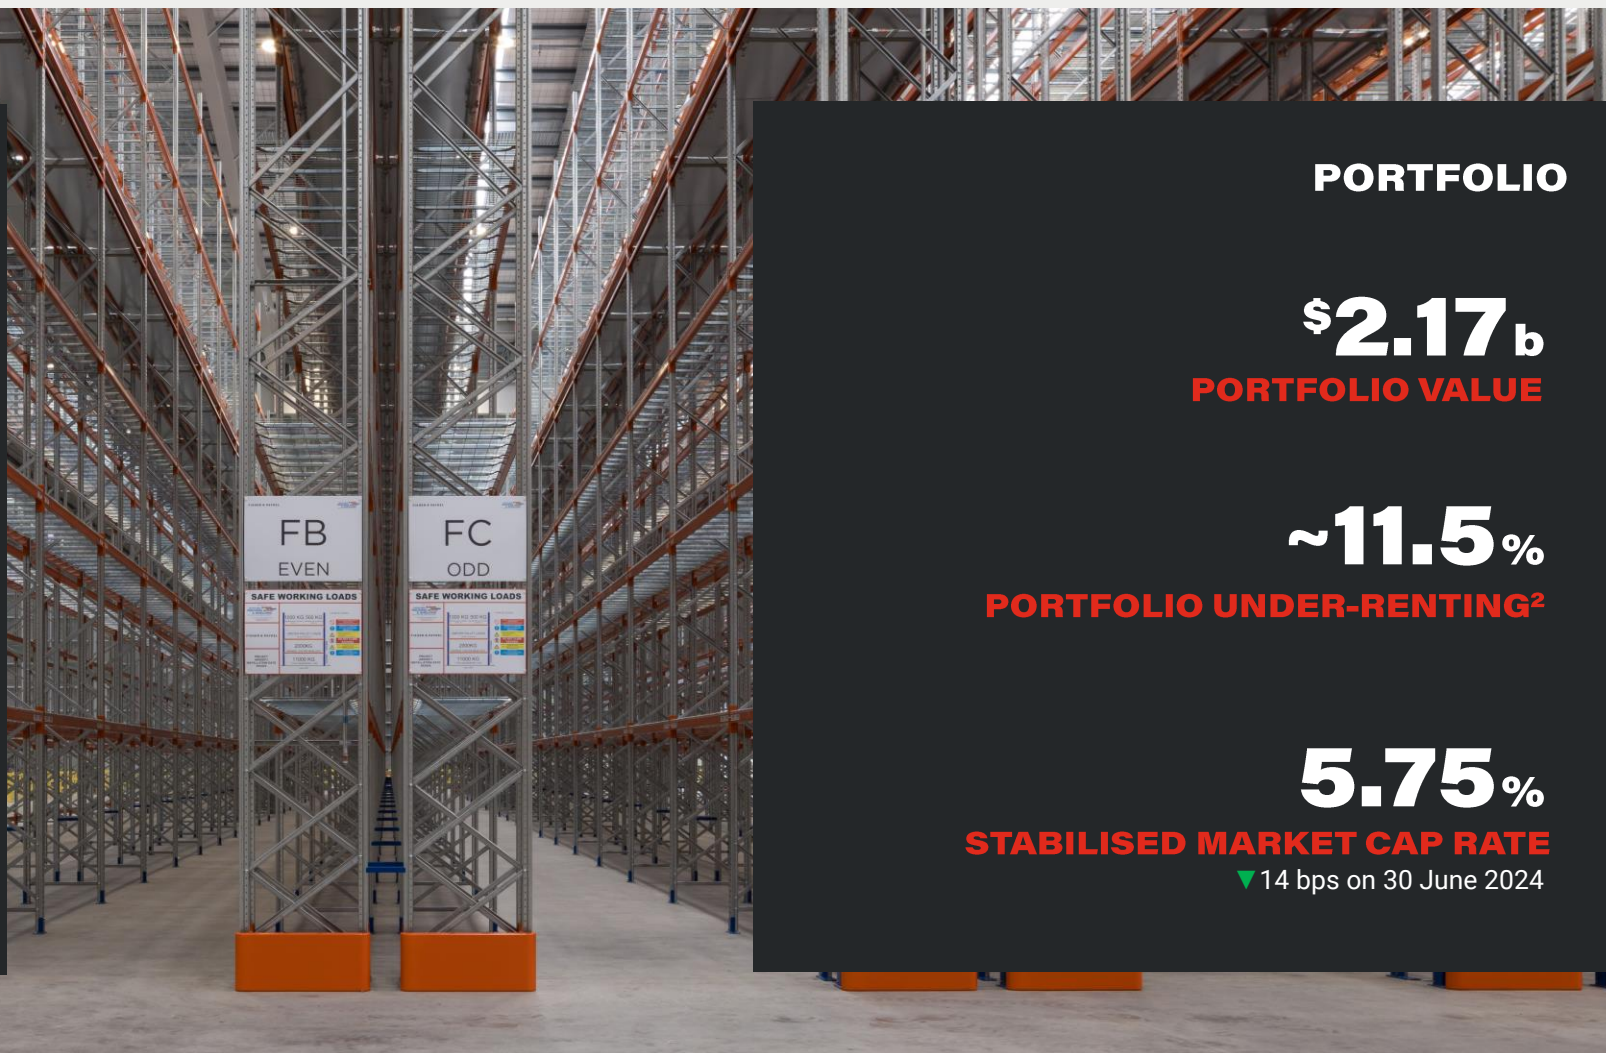 FB
EVEN
SAFE WORKING LOADS
FC
ODD
SAFE WORKING LOADS
PORTFOLIO
$2.17b
PORTFOLIO VALUE
~11.5%
PORTFOLIO UNDER-RENTING²
5.75%
STABILISED MARKET CAP RATE
▼14 bps on 30 June 2024